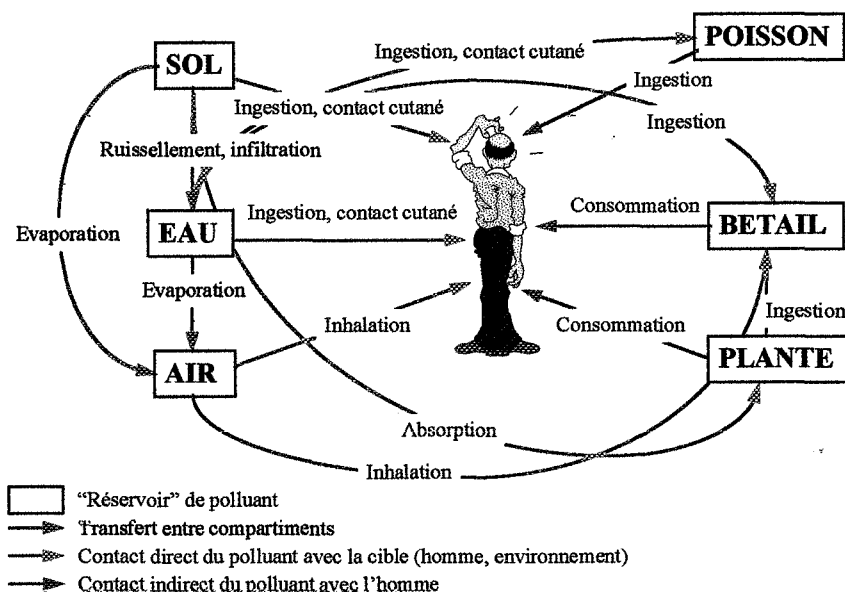 POISSON
Ingestion, contact cutané
SOL
Ingestion
Ingestion, contact cutané
Ingestion
Ruissellement, infiltration
Consommation
Ingestion, contact cutané
EAU
BETAIL
Evaporation
Evaporation
Ingestion
Inhalation
Consommation
PLANTE
AIR
Absorption
Inhalation
“Réservoir” de polluant
Transfert entre compartiments
Contact direct du polluant avec la cible (homme, environnement)
Contact indirect du polluant avec l’homme